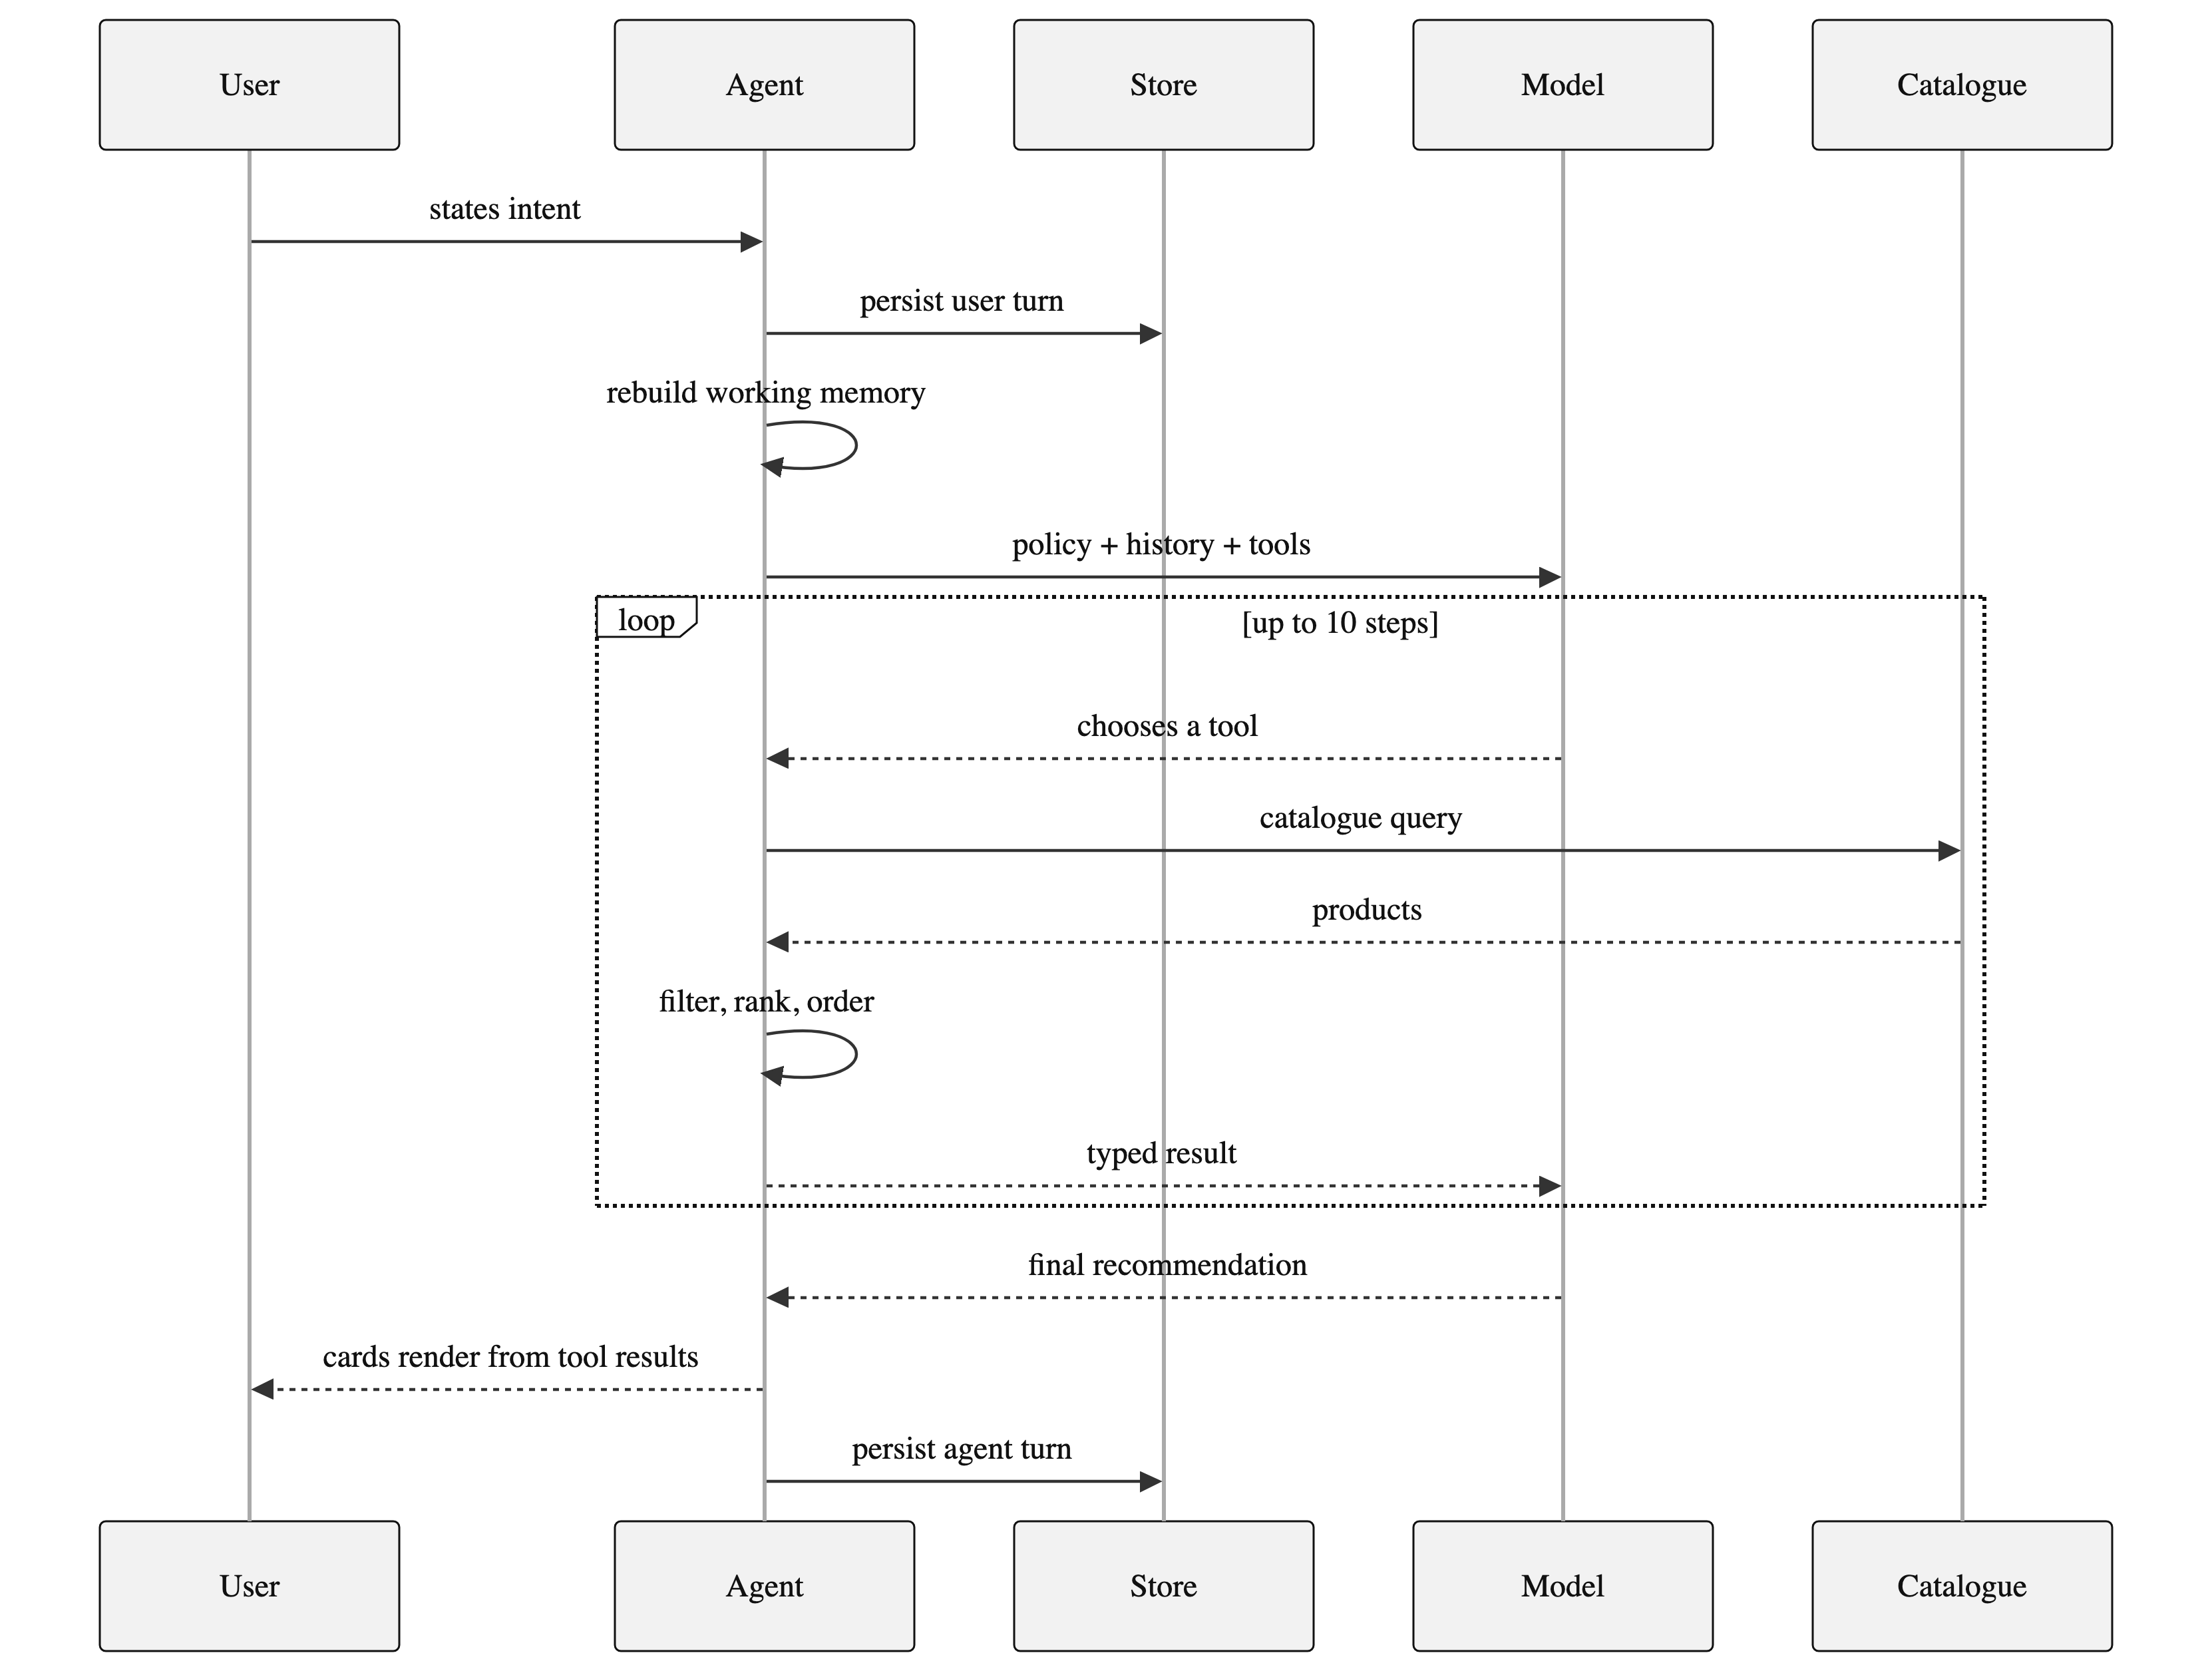 User
Agent
Store
Model
Catalogue
states intent
persist user turn
rebuild working memory
policy + history + tools
loop
[up to 10 steps]
chooses a tool
catalogue query
products
filter, rank, order
typed result
final recommendation
cards render from tool results
persist agent turn
User
Agent
Store
Model
Catalogue